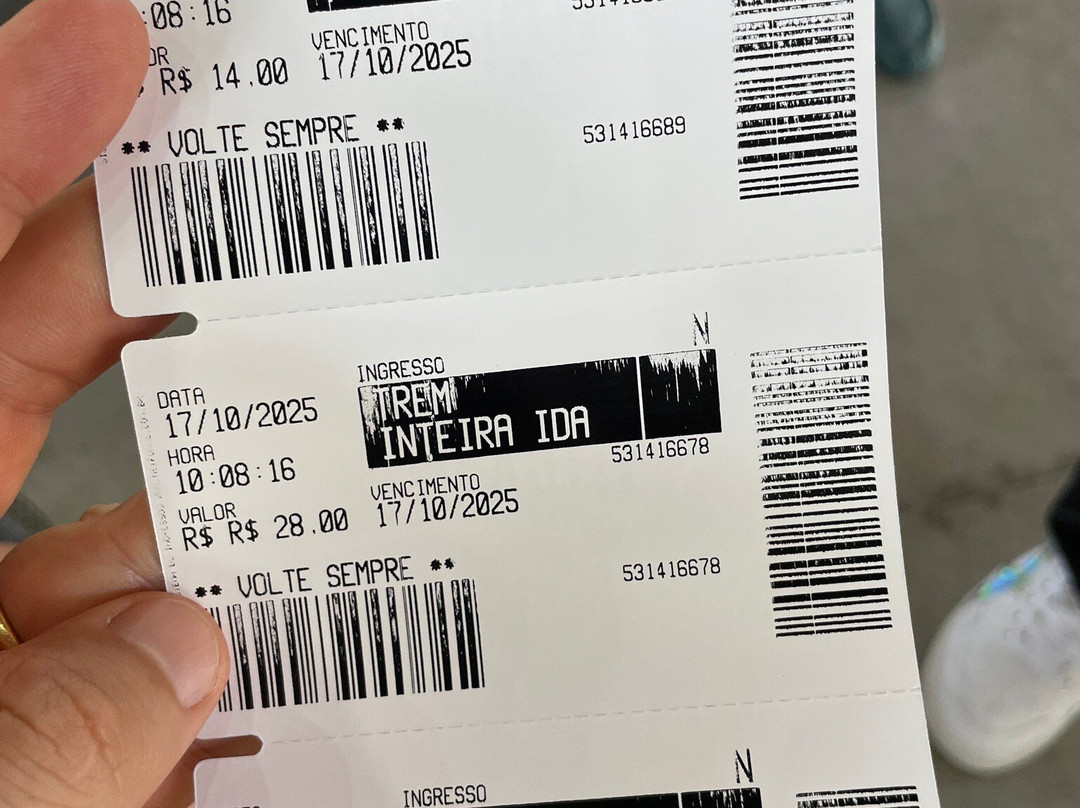 :08:16
VENCIMENTO
R$ 14.00 17/10/2025
** VOLTE SEMPRE **
531416689
N
INGRESSO
DATA
TREM
17/10/2025
INTEIRA IDA
HORA
531416678
10:08:16
VENCIMENTO
VALOR
17/10/2025
R$ R$ 28.00
** VOLTE SEMPRE **
531416678
N
INGRESSO